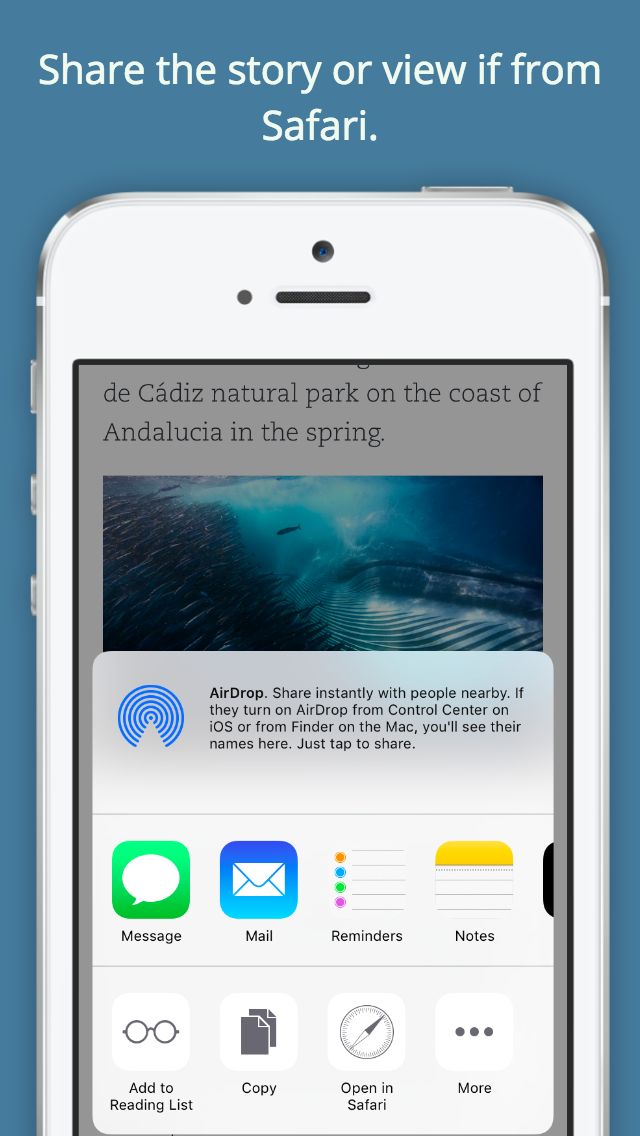 Share the story or view if from
Safari.
de Cádiz natural park on the coast of
Andalucia in the spring.
AirDrop. Share instantly with people nearby. If
they turn on AirDrop from Control Center on
iOS or from Finder on the Mac, you'll see their
names here. Just tap to share.
Message
Mail
Reminders
Notes
Add to
Reading List
Copy
Open in
Safari
More